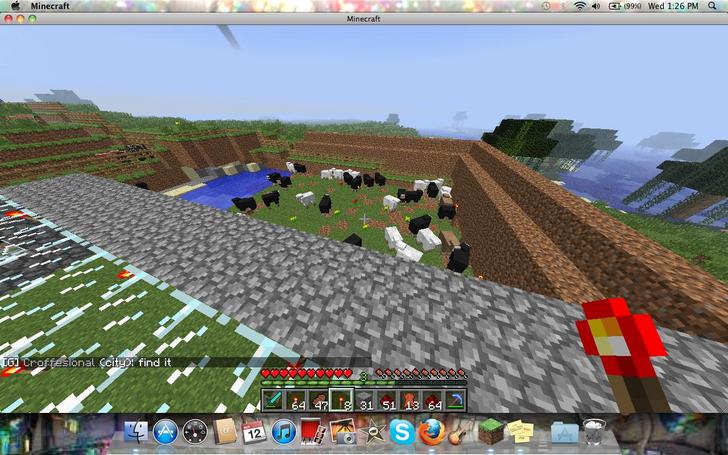 Minecraft
(99%) Wed 1:26 PM
Minecraft
[G] Croffesional (city): find it
3
64 47 8 31 51 13 64
12